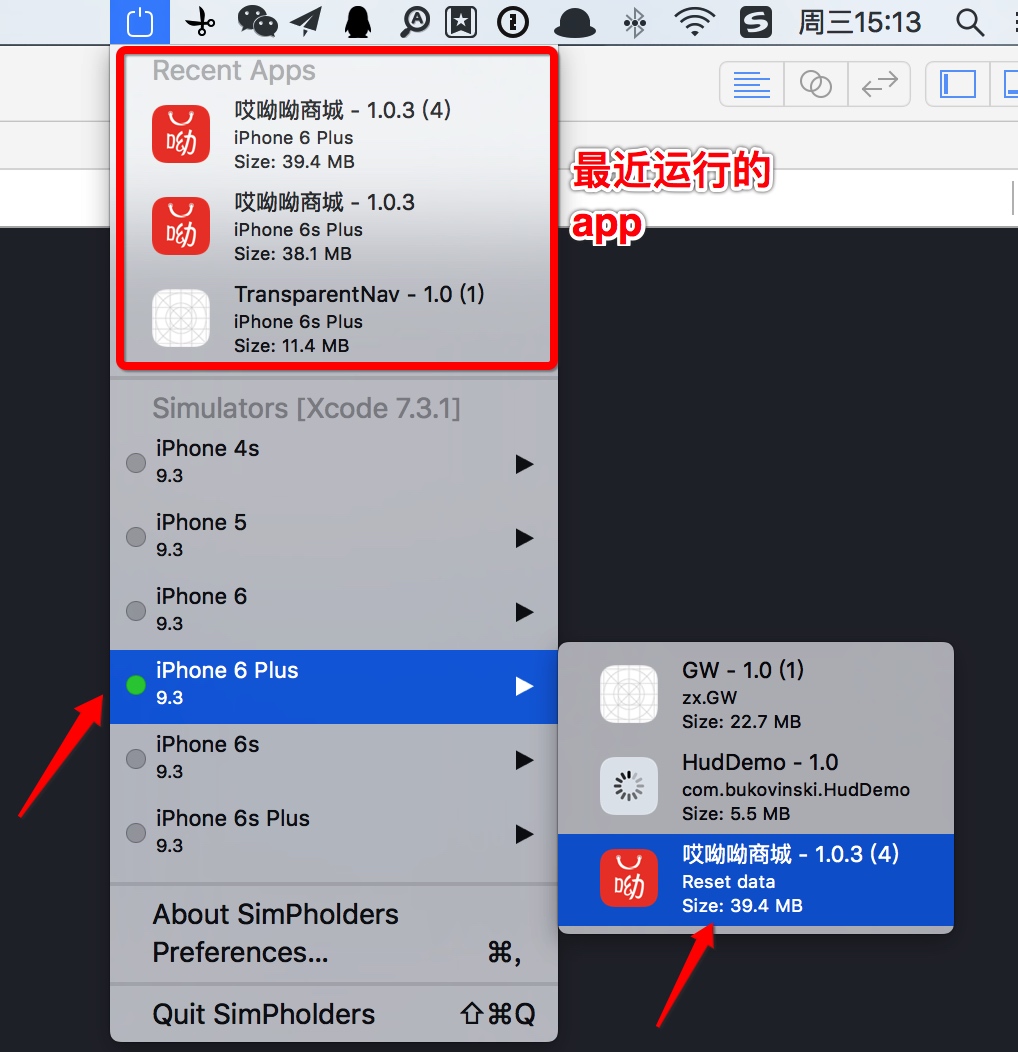 周三15:13
Recent Apps
哎呦呦商城 - 1.0.3 (4)
iPhone 6 Plus
Size: 39.4 MB
哎呦呦商城 - 1.0.3
iPhone 6s Plus
Size: 38.1 MB
TransparentNav - 1.0 (1)
iPhone 6s Plus
Size: 11.4 MB
最近运行的
app
Simulators [Xcode 7.3.1]
iPhone 4s
9.3
iPhone 5
9.3
iPhone 6
9.3
iPhone 6 Plus
9.3
iPhone 6s
9.3
iPhone 6s Plus
9.3
GW - 1.0 (1)
zx.GW
Size: 22.7 MB
HudDemo - 1.0
com.bukovinski.HudDemo
Size: 5.5 MB
哎呦呦商城 - 1.0.3 (4)
Reset data
Size: 39.4 MB
About SimPholders
Preferences... ⌘,
Quit SimPholders ⇧⌘Q